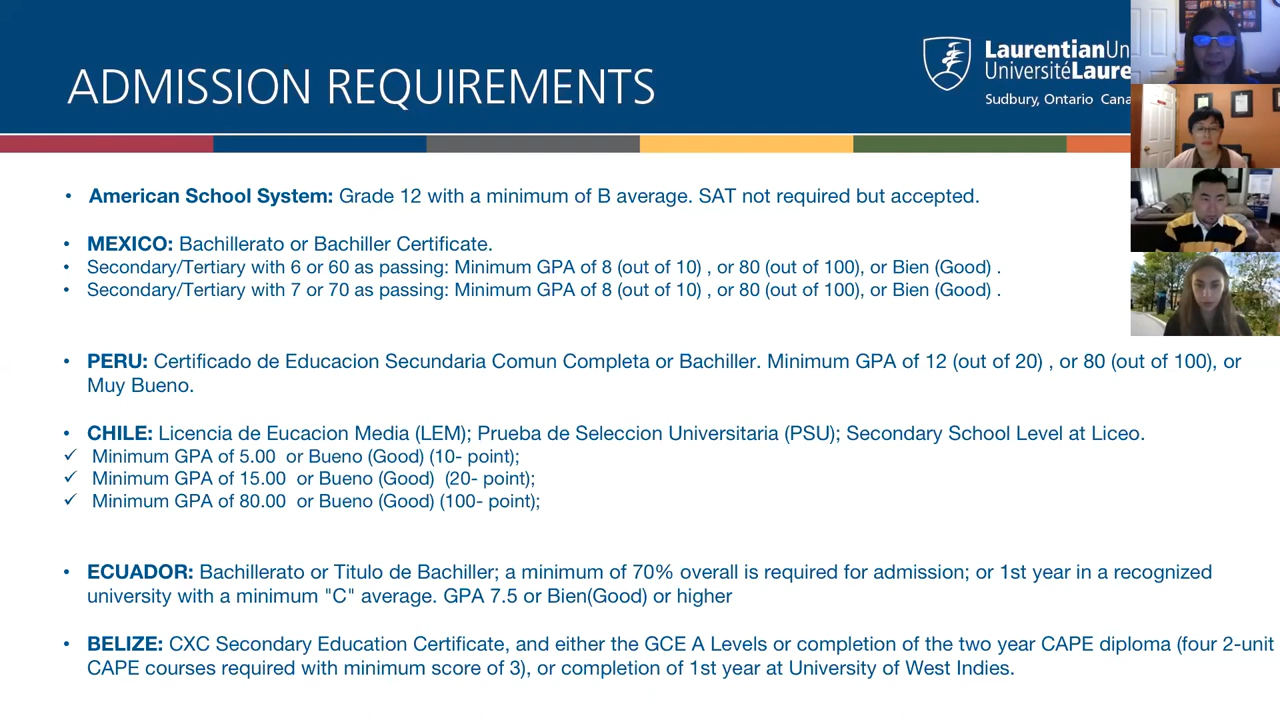 ADMISSION REQUIREMENTS
LaurentianUn
UniversitéLaure
Sudbury, Ontario Cana
• American School System: Grade 12 with a minimum of B average. SAT not required but accepted.
• MEXICO: Bachillerato or Bachiller Certificate.
• Secondary/Tertiary with 6 or 60 as passing: Minimum GPA of 8 (out of 10) , or 80 (out of 100), or Bien (Good) .
• Secondary/Tertiary with 7 or 70 as passing: Minimum GPA of 8 (out of 10) , or 80 (out of 100), or Bien (Good) .
• PERU: Certificado de Educacion Secundaria Comun Completa or Bachiller. Minimum GPA of 12 (out of 20) , or 80 (out of 100), or
Muy Bueno.
• CHILE: Licencia de Eucacion Media (LEM); Prueba de Seleccion Universitaria (PSU); Secondary School Level at Liceo.
✓ Minimum GPA of 5.00 or Bueno (Good) (10- point);
✓ Minimum GPA of 15.00 or Bueno (Good) (20- point);
✓ Minimum GPA of 80.00 or Bueno (Good) (100- point);
• ECUADOR: Bachillerato or Titulo de Bachiller; a minimum of 70% overall is required for admission; or 1st year in a recognized
university with a minimum "C" average. GPA 7.5 or Bien(Good) or higher
• BELIZE: CXC Secondary Education Certificate, and either the GCE A Levels or completion of the two year CAPE diploma (four 2-unit
CAPE courses required with minimum score of 3), or completion of 1st year at University of West Indies.